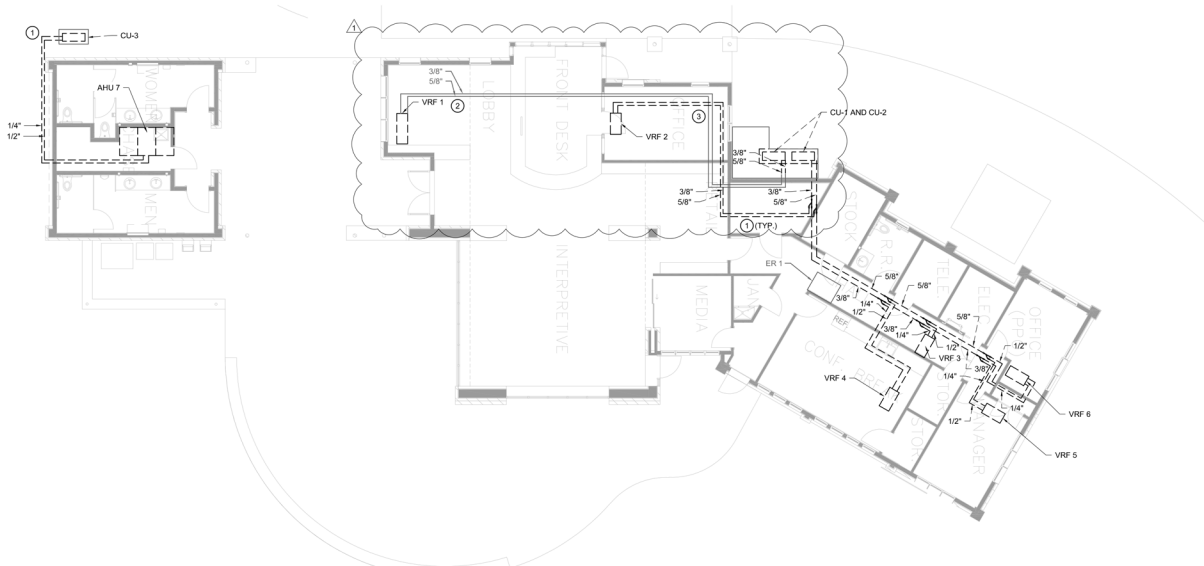 1
CU-3
WOMEN
AHU 7
1/4"
1/2"
MEN
1
3/8"
5/8"
VRF 1
2
LOBBY
FRONT DESK
OFFICE
VRF 2
3
CU-1 AND CU-2
3/8"
5/8"
3/8"
5/8"
3/8"
5/8"
1 (TYP.)
INTERPRETIVE
MEDIA
JAN
ER 1
STOCK
RR
TELE
ELEC
OFFICE
5/8"
3/8"
5/8"
1/4"
1/2"
REF.
3/8"
1/4"
1/2"
VRF 3
5/8"
1/2"
3/8"
1/4"
1/4"
1/2"
CONF
VRF 4
STOR
STOR
MANAGER
VRF 6
VRF 5